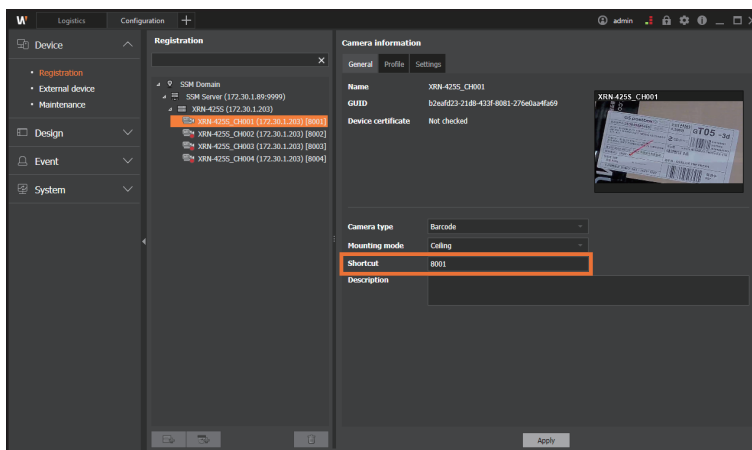 W Logistics Configuration + admin
Device
Registration
External device
Maintenance
Design
Event
System
Registration
SSM Domain
SSM Server (172.30.1.89:9999)
XRN-425S (172.30.1.203)
XRN-425S_CH001 (172.30.1.203) [8001]
XRN-425S_CH002 (172.30.1.203) [8002]
XRN-425S_CH003 (172.30.1.203) [8003]
XRN-425S_CH004 (172.30.1.203) [8004]
Camera information
General Profile Settings
Name XRN-425S_CH001
GUID b2eafd23-21d8-433f-8081-276e0aa4fa69
Device certificate Not checked
XRN-425S_CH001
GT05 -3d
Camera type Barcode
Mounting mode Ceiling
Shortcut 8001
Description
Apply